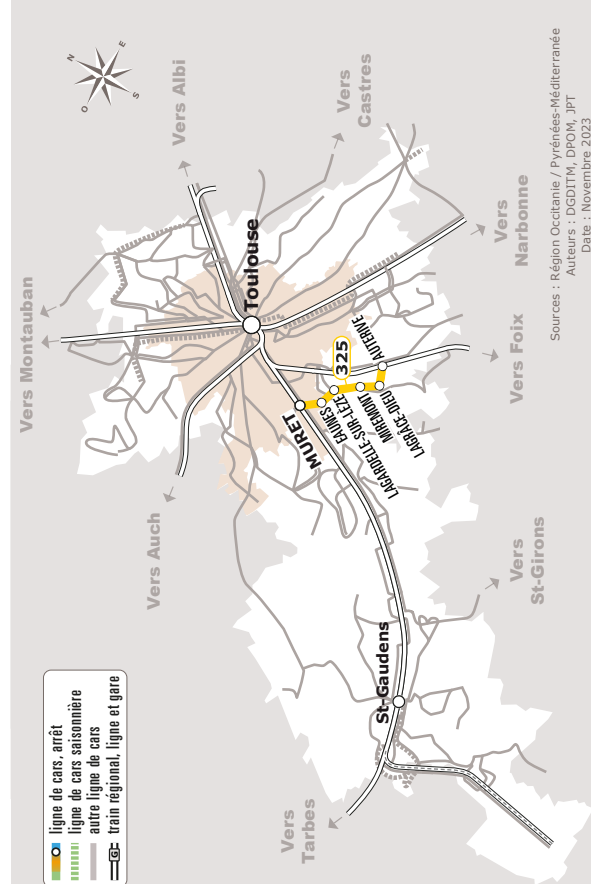 ligne de cars, arrêt
ligne de cars saisonnière
autre ligne de cars
G train régional, ligne et gare
N
E
S
O
Vers Montauban
Vers Albi
Vers
Castres
Vers Auch
Toulouse
Vers
Narbonne
MURET
EAUNES
LAGARDELLE-SUR-LÈZE
MIREMONT
LAGRÂCE-DIEU
AUTERIVE
325
Vers Foix
Vers
St-Girons
St-Gaudens
Vers
Tarbes
Sources : Région Occitanie / Pyrénées-Méditerranée
Auteurs : DGDITM, DPOM, JPT
Date : Novembre 2023